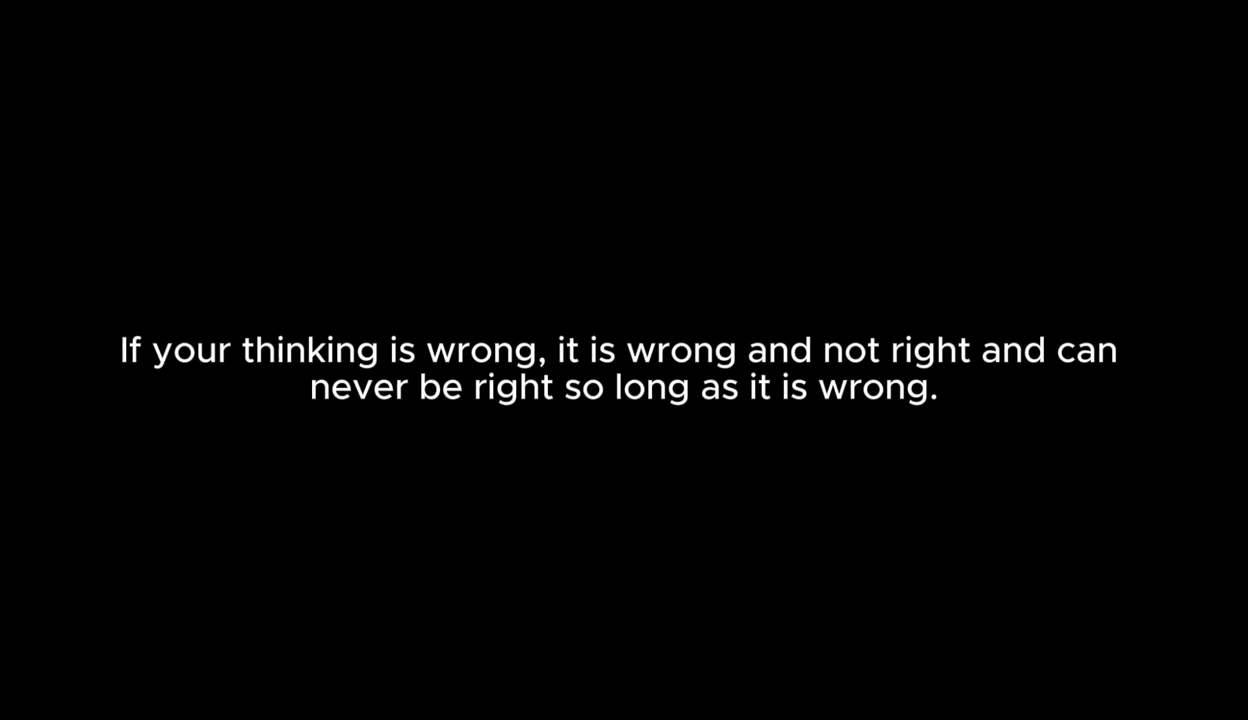 If your thinking is wrong, it is wrong and not right and can
never be right so long as it is wrong.